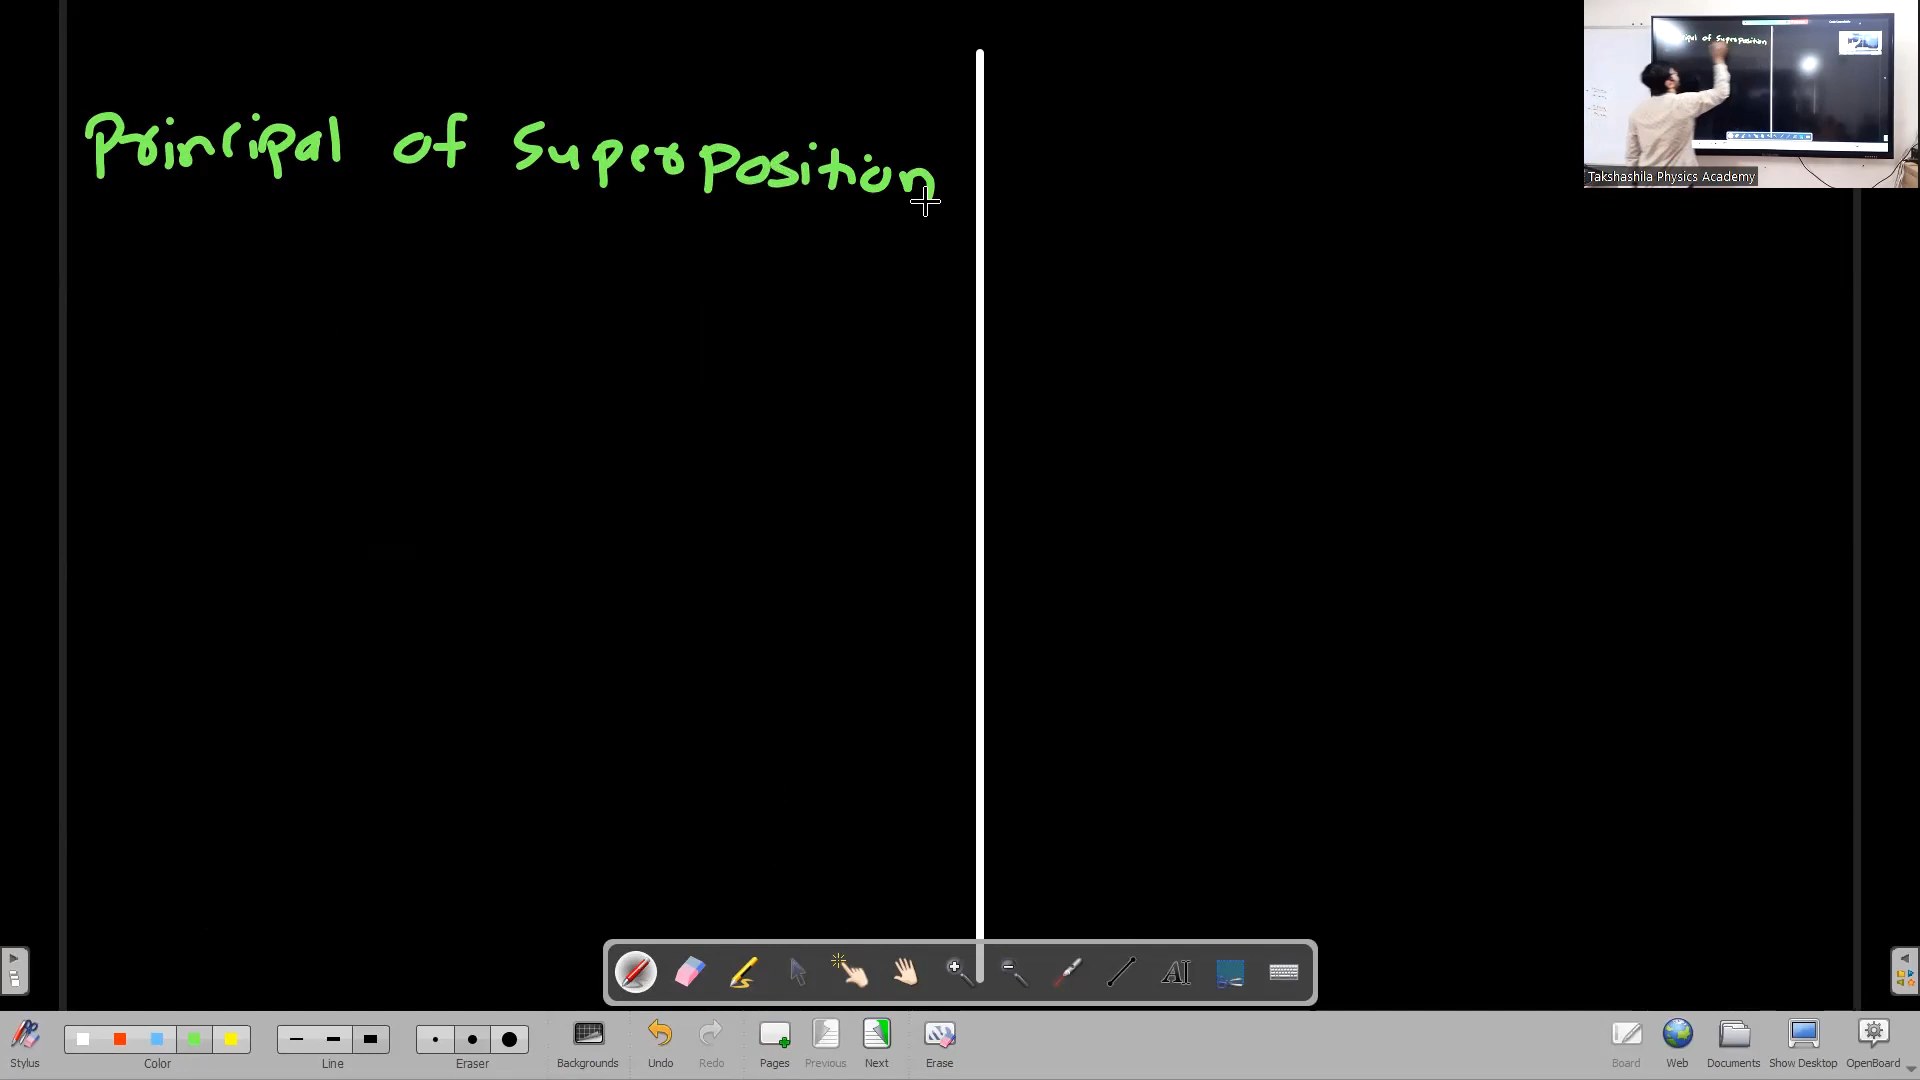 Principal of Superposition
Takshashila Physics Academy
Stylus
Color
Line
Eraser
Backgrounds
Undo
Redo
Pages
Previous
Next
Erase
Board
Web
Documents
Show Desktop
OpenBoard